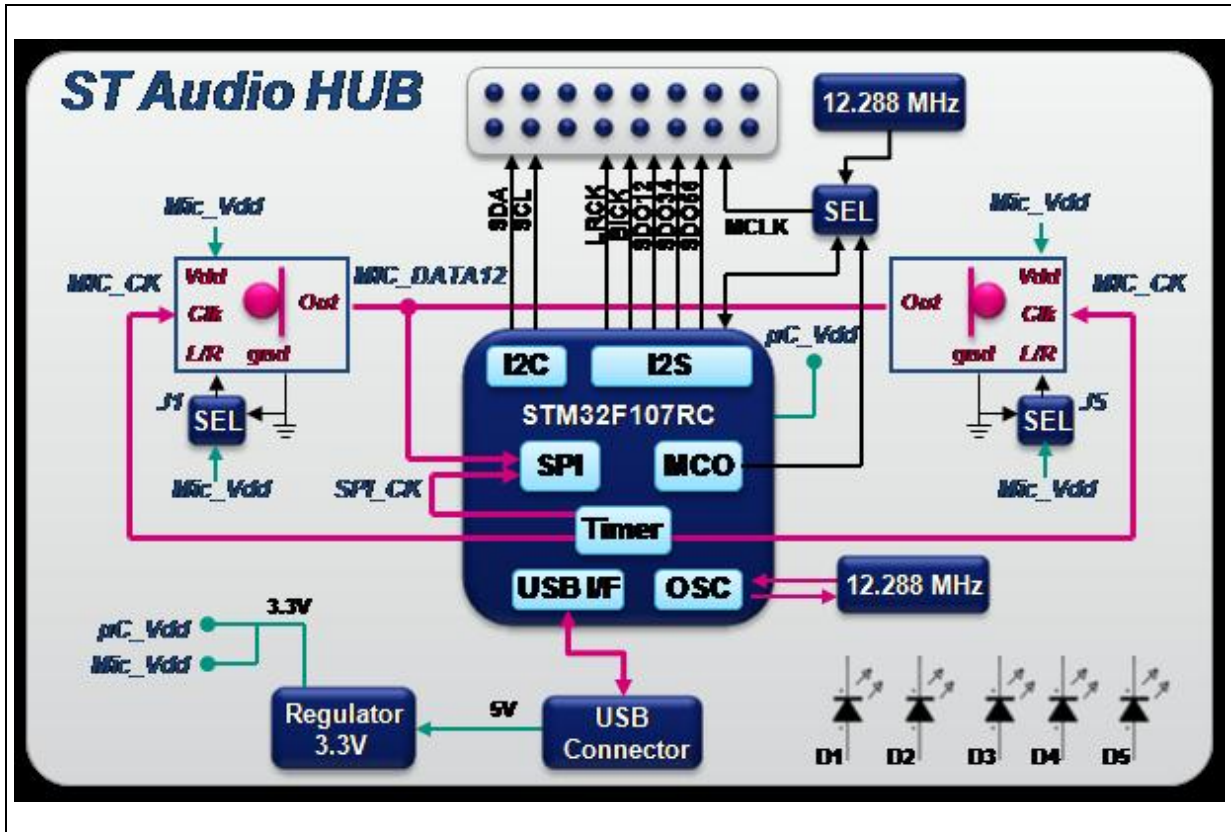 ST Audio HUB
12.288 MHz
SDA
SCL
LRCK
BCK
SDO12
SDO34
SDO56
MCLK
SEL
Mic_Vdd
MIC_CK
Vdd
Clk
L/R
Out
gnd
MIC_DATA12
J1
SEL
Mic_Vdd
Mic_Vdd
MIC_CK
Out
Vdd
Clk
gnd
L/R
J5
SEL
Mic_Vdd
µC_Vdd
I2C
I2S
STM32F107RC
SPI
MCO
SPI_CK
Timer
USB I/F
OSC
12.288 MHz
3.3V
µC_Vdd
Mic_Vdd
Regulator
3.3V
5V
USB
Connector
D1
D2
D3
D4
D5